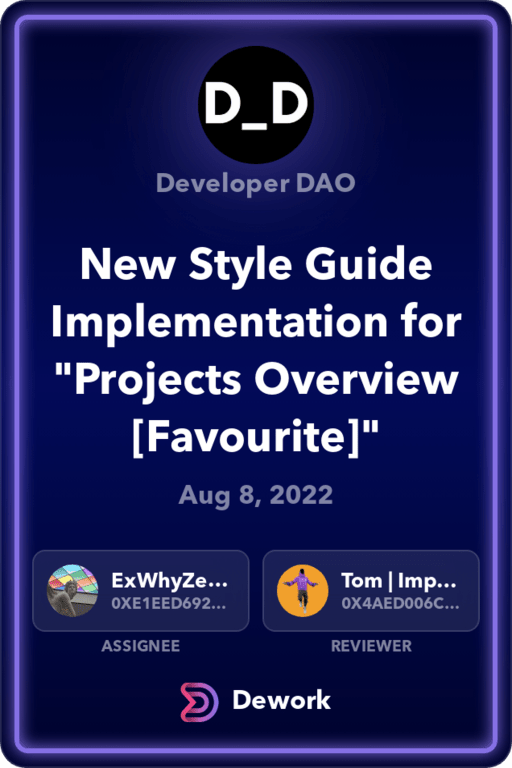 D_D
Developer DAO
New Style Guide
Implementation for
"Projects Overview
[Favourite]"
Aug 8, 2022
ExWhyZe...
0XE1EED692...
Tom | Imp...
0X4AED006C...
ASSIGNEE
REVIEWER
Dework